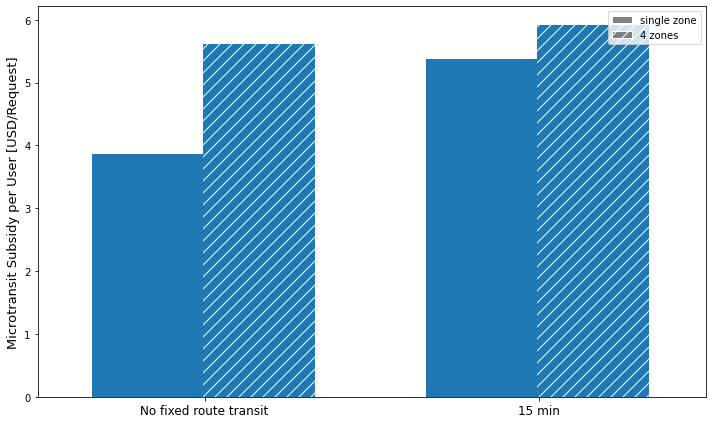 Microtransit Subsidy per User [USD/Request]
6
5
4
3
2
1
0
single zone
4 zones
No fixed route transit
15 min